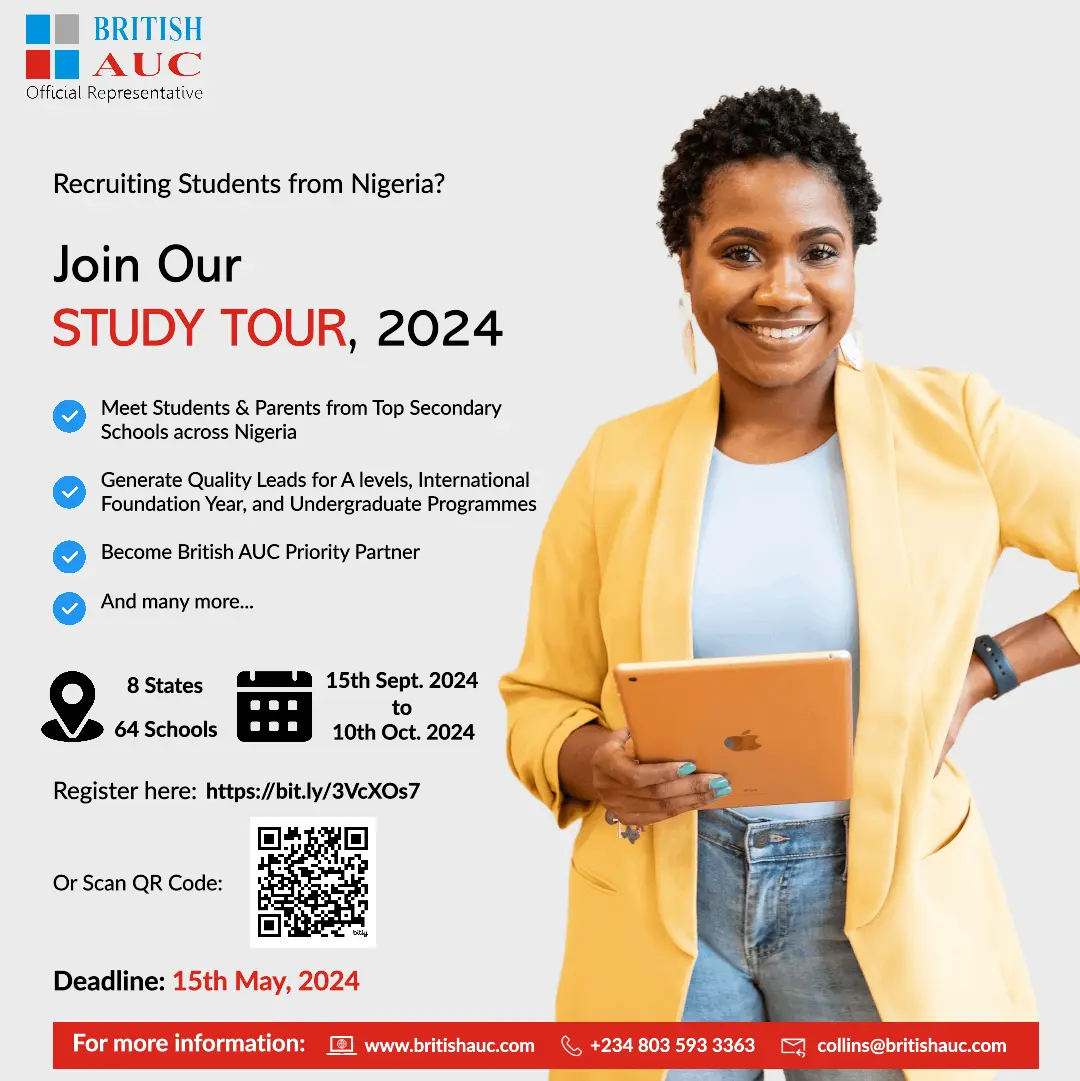 BRITISH
AUC
Official Representative
Recruiting Students from Nigeria?
Join Our
STUDY TOUR, 2024
Meet Students & Parents from Top Secondary
Schools across Nigeria
Generate Quality Leads for A levels, International
Foundation Year, and Undergraduate Programmes
Become British AUC Priority Partner
And many more...
8 States
64 Schools
15th Sept. 2024
to
10th Oct. 2024
Register here: https://bit.ly/3VcXOs7
Or Scan QR Code:
bitly
Deadline: 15th May, 2024
For more information: www.britishauc.com +234 803 593 3363 collins@britishauc.com